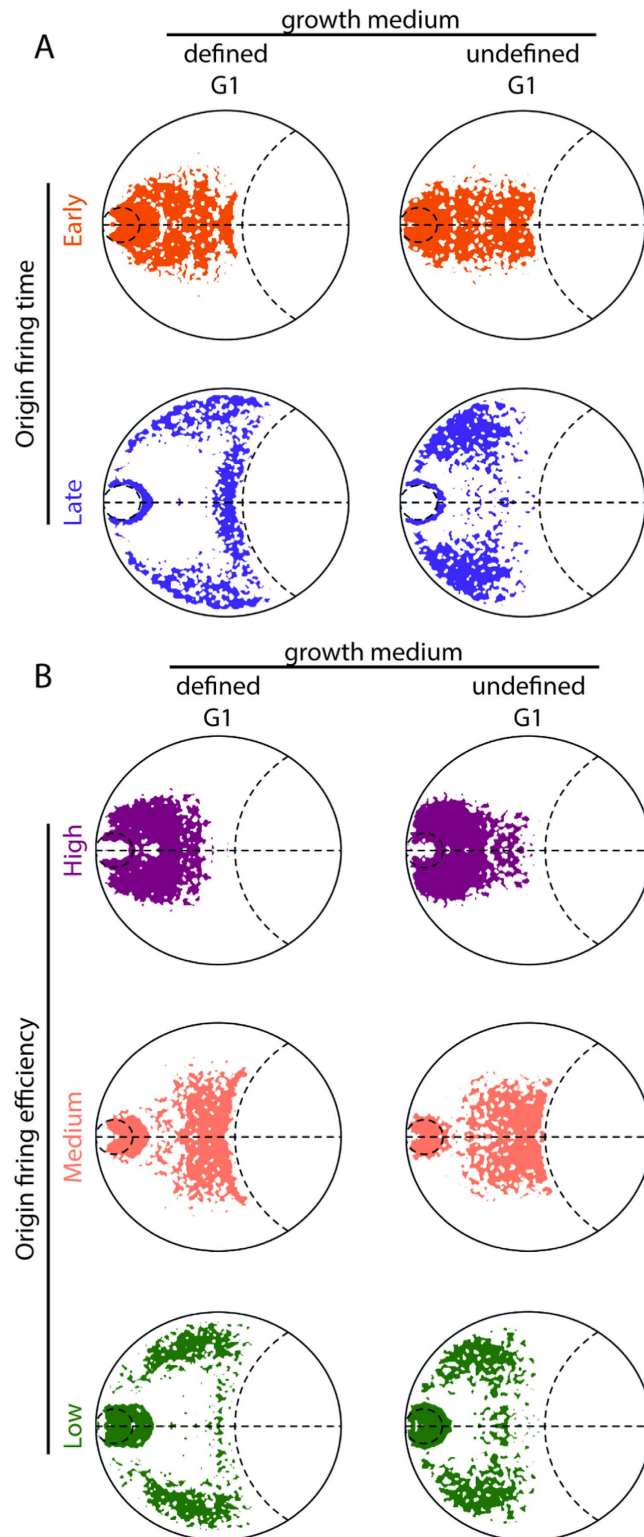 A
growth medium
defined
G1
undefined
G1
Origin firing time
Early
Late
B
growth medium
defined
G1
undefined
G1
Origin firing efficiency
High
Medium
Low